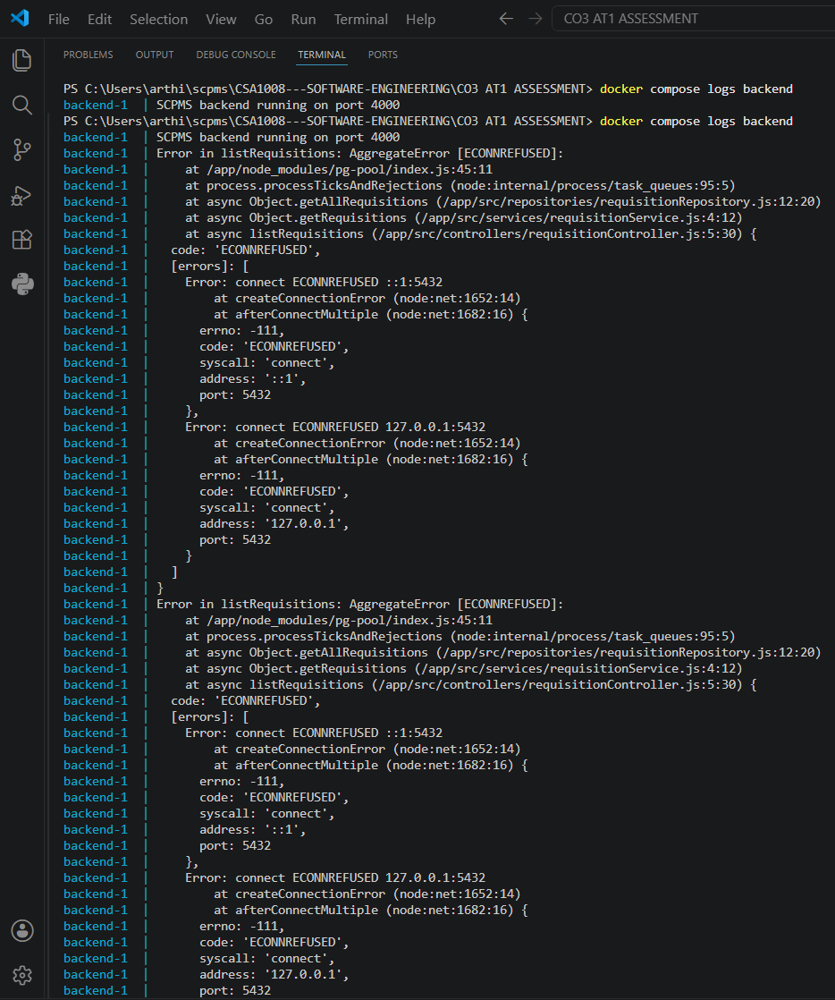 File Edit Selection View Go Run Terminal Help ← → CO3 AT1 ASSESSMENT
PROBLEMS OUTPUT DEBUG CONSOLE TERMINAL PORTS
PS C:\Users\arthi\scpms\CSA1008---SOFTWARE-ENGINEERING\CO3 AT1 ASSESSMENT> docker compose logs backend
backend-1 | SCPMS backend running on port 4000
PS C:\Users\arthi\scpms\CSA1008---SOFTWARE-ENGINEERING\CO3 AT1 ASSESSMENT> docker compose logs backend
backend-1 | SCPMS backend running on port 4000
backend-1 | Error in listRequisitions: AggregateError [ECONNREFUSED]:
backend-1 |     at /app/node_modules/pg-pool/index.js:45:11
backend-1 |     at process.processTicksAndRejections (node:internal/process/task_queues:95:5)
backend-1 |     at async Object.getAllRequisitions (/app/src/repositories/requisitionRepository.js:12:20)
backend-1 |     at async Object.getRequisitions (/app/src/services/requisitionService.js:4:12)
backend-1 |     at async listRequisitions (/app/src/controllers/requisitionController.js:5:30) {
backend-1 |   code: 'ECONNREFUSED',
backend-1 |   [errors]: [
backend-1 |     Error: connect ECONNREFUSED ::1:5432
backend-1 |         at createConnectionError (node:net:1652:14)
backend-1 |         at afterConnectMultiple (node:net:1682:16) {
backend-1 |       errno: -111,
backend-1 |       code: 'ECONNREFUSED',
backend-1 |       syscall: 'connect',
backend-1 |       address: '::1',
backend-1 |       port: 5432
backend-1 |     },
backend-1 |     Error: connect ECONNREFUSED 127.0.0.1:5432
backend-1 |         at createConnectionError (node:net:1652:14)
backend-1 |         at afterConnectMultiple (node:net:1682:16) {
backend-1 |       errno: -111,
backend-1 |       code: 'ECONNREFUSED',
backend-1 |       syscall: 'connect',
backend-1 |       address: '127.0.0.1',
backend-1 |       port: 5432
backend-1 |     }
backend-1 |   ]
backend-1 | }
backend-1 | Error in listRequisitions: AggregateError [ECONNREFUSED]:
backend-1 |     at /app/node_modules/pg-pool/index.js:45:11
backend-1 |     at process.processTicksAndRejections (node:internal/process/task_queues:95:5)
backend-1 |     at async Object.getAllRequisitions (/app/src/repositories/requisitionRepository.js:12:20)
backend-1 |     at async Object.getRequisitions (/app/src/services/requisitionService.js:4:12)
backend-1 |     at async listRequisitions (/app/src/controllers/requisitionController.js:5:30) {
backend-1 |   code: 'ECONNREFUSED',
backend-1 |   [errors]: [
backend-1 |     Error: connect ECONNREFUSED ::1:5432
backend-1 |         at createConnectionError (node:net:1652:14)
backend-1 |         at afterConnectMultiple (node:net:1682:16) {
backend-1 |       errno: -111,
backend-1 |       code: 'ECONNREFUSED',
backend-1 |       syscall: 'connect',
backend-1 |       address: '::1',
backend-1 |       port: 5432
backend-1 |     },
backend-1 |     Error: connect ECONNREFUSED 127.0.0.1:5432
backend-1 |         at createConnectionError (node:net:1652:14)
backend-1 |         at afterConnectMultiple (node:net:1682:16) {
backend-1 |       errno: -111,
backend-1 |       code: 'ECONNREFUSED',
backend-1 |       syscall: 'connect',
backend-1 |       address: '127.0.0.1',
backend-1 |       port: 5432